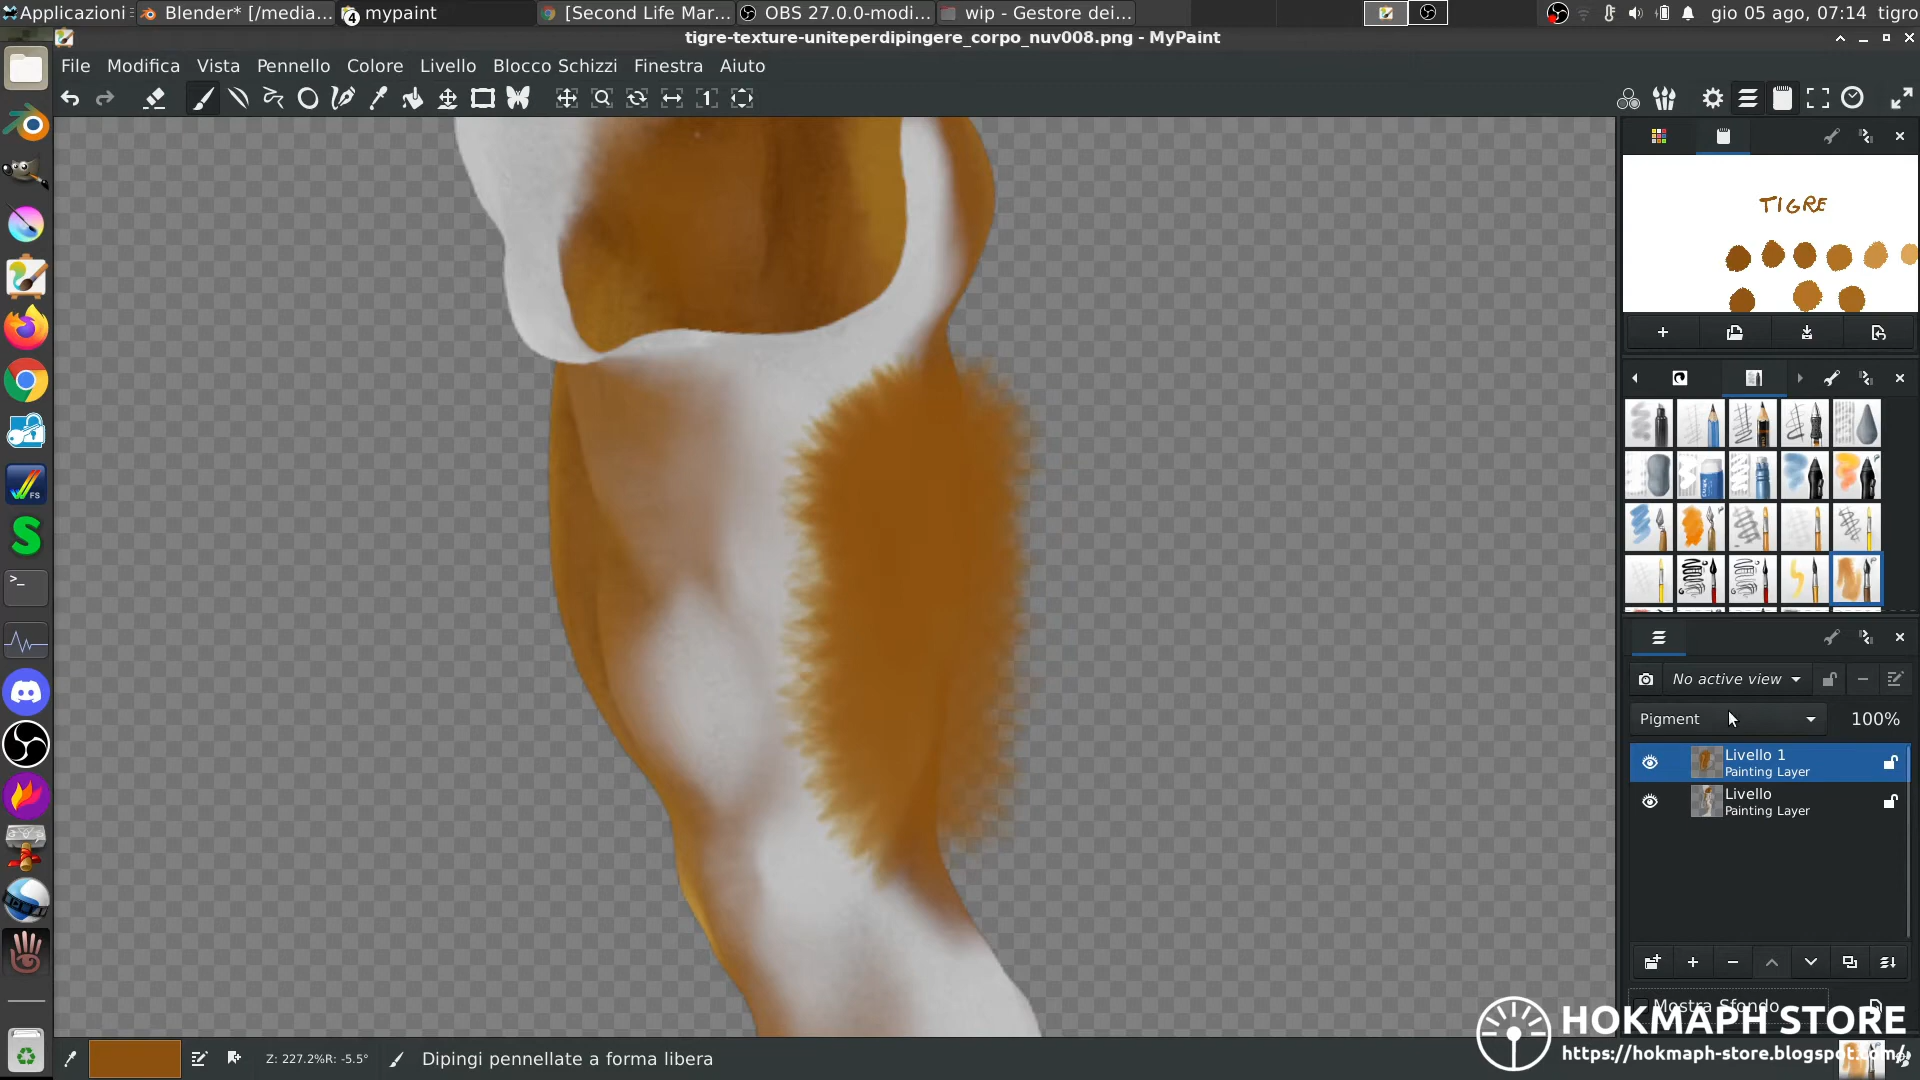 Applicazioni
Blender* [/media...
4
mypaint
[Second Life Mar...
OBS 27.0.0-modi...
wip - Gestore dei...
gio 05 ago, 07:14
tigro
tigre-texture-uniteperdipingere_corpo_nuv008.png - MyPaint
File
Modifica
Vista
Pennello
Colore
Livello
Blocco Schizzi
Finestra
Aiuto
1
TIGRE
FS
S
>_
No active view
Pigment
100%
Livello 1
Painting Layer
Livello
Painting Layer
Mostra Sfondo
HOKMAPH STORE
https://hokmaph-store.blogspot.com/
Z: 227.2%R: -5.5°
Dipingi pennellate a forma libera